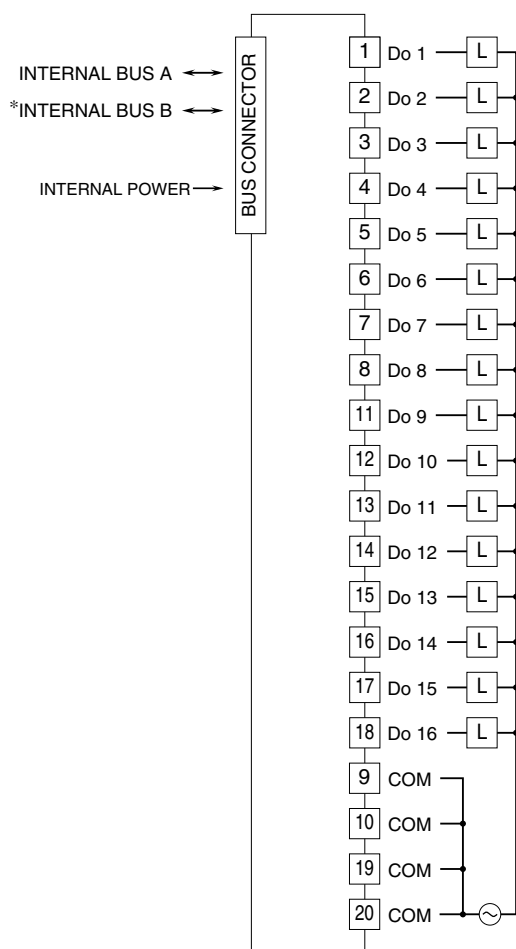 1 Do 1 L
INTERNAL BUS A
BUS CONNECTOR
2 Do 2 L
*INTERNAL BUS B
3 Do 3 L
4 Do 4 L
INTERNAL POWER
5 Do 5 L
6 Do 6 L
7 Do 7 L
8 Do 8 L
11 Do 9 L
12 Do 10 L
13 Do 11 L
14 Do 12 L
15 Do 13 L
16 Do 14 L
17 Do 15 L
18 Do 16 L
9 COM
10 COM
19 COM
20 COM